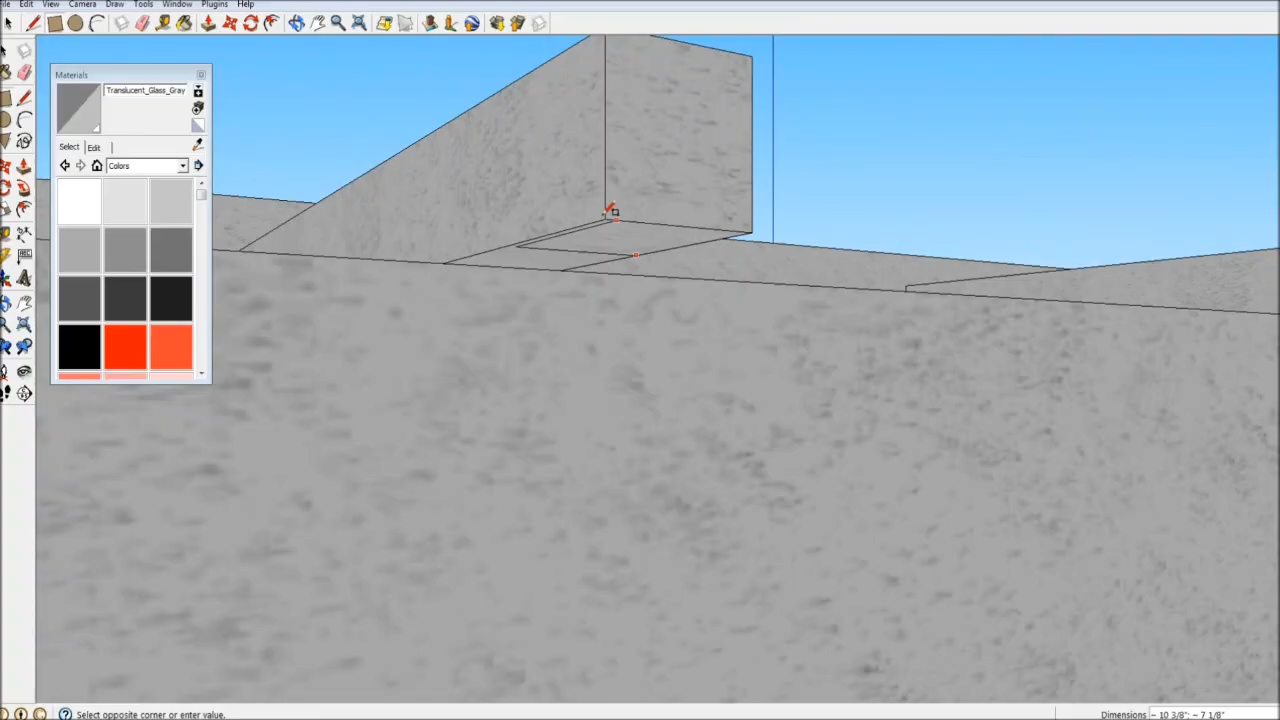 Edit View Camera Draw Tools Window Plugins Help
Materials
Translucent_Glass_Gray
Select Edit
Colors
ABC
Select opposite corner or enter value.
Dimensions ~ 10 3/8"; ~ 7 1/8"